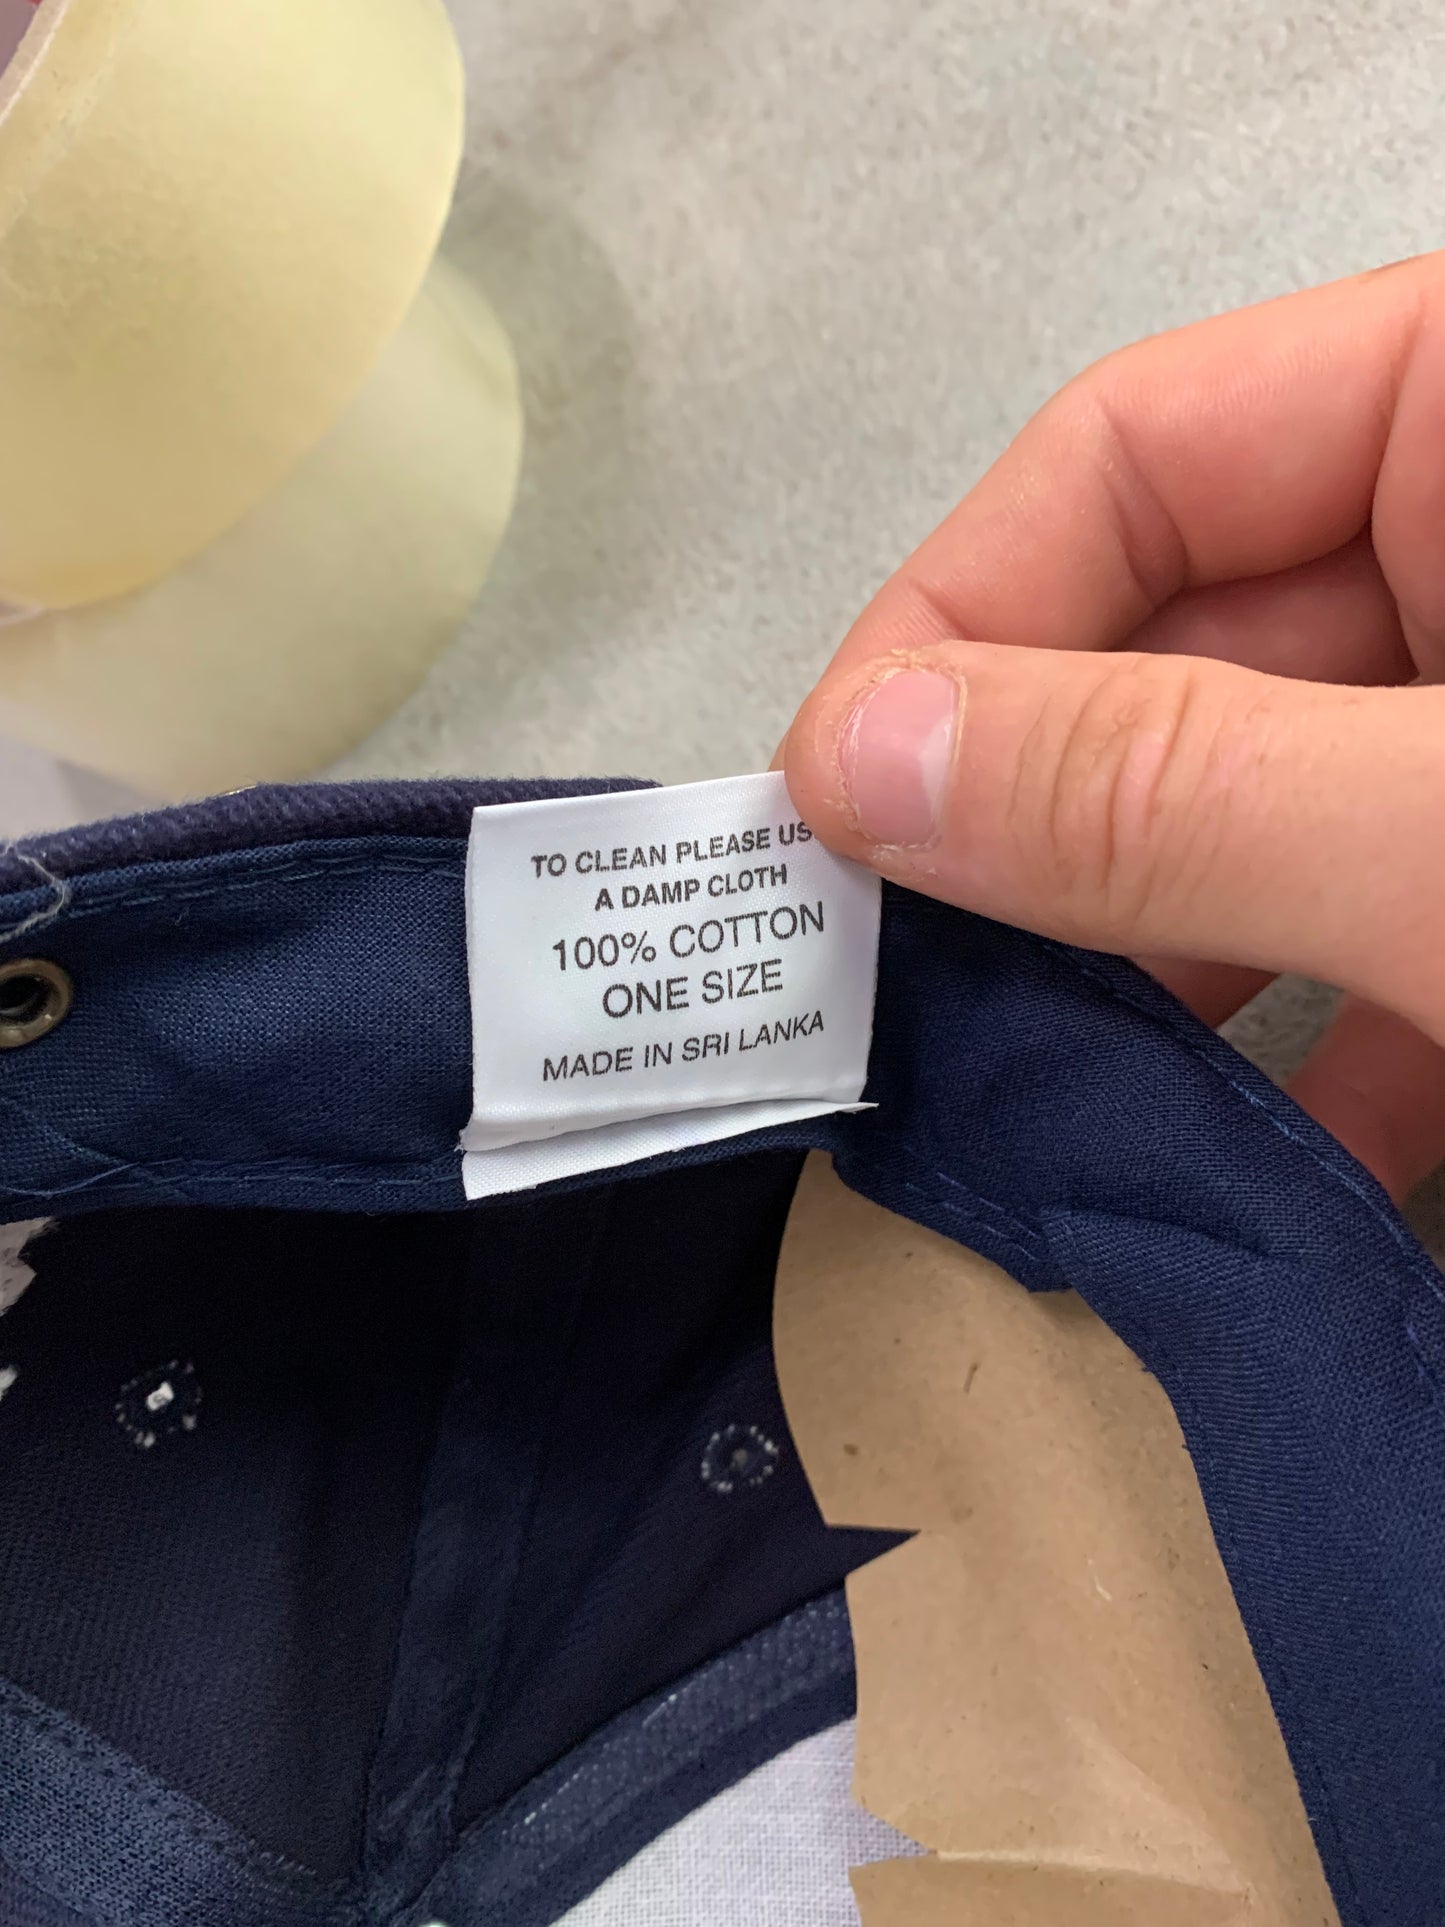 TO CLEAN PLEASE US
A DAMP CLOTH
100% COTTON
ONE SIZE
MADE IN SRI LANKA